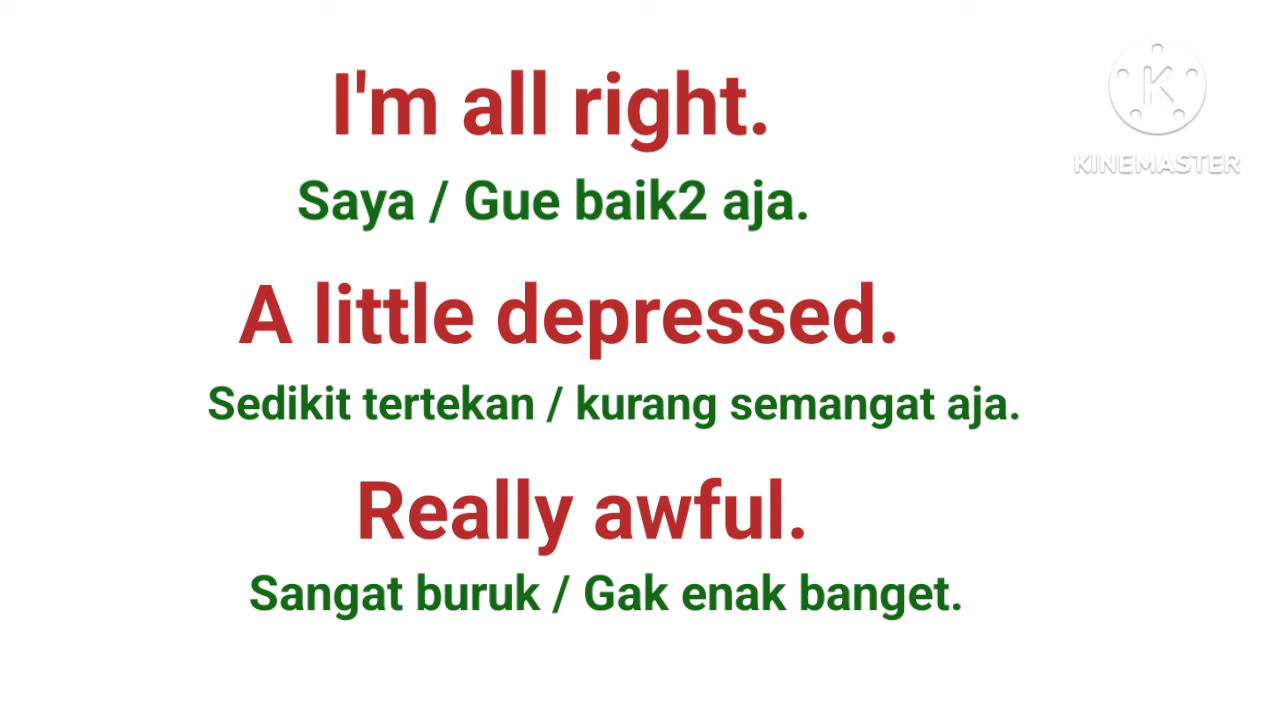 I'm all right.
KINEMASTER
Saya / Gue baik2 aja.
A little depressed.
Sedikit tertekan / kurang semangat aja.
Really awful.
Sangat buruk / Gak enak banget.